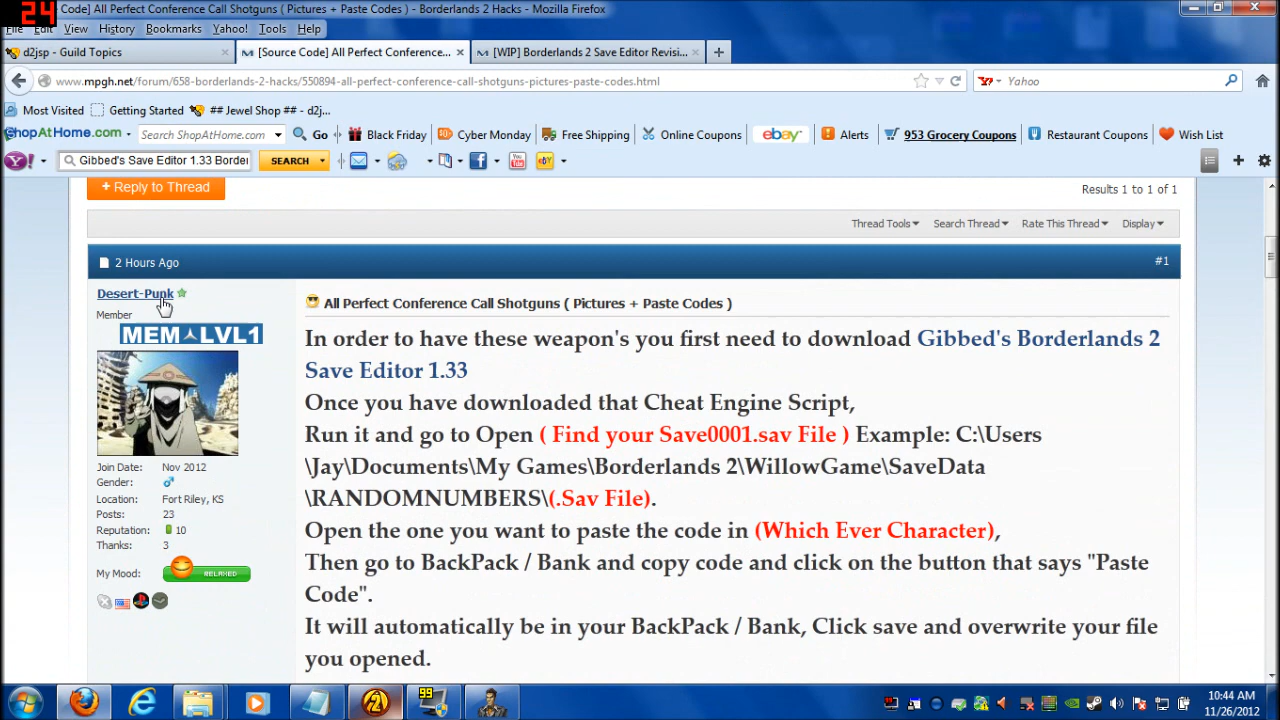 24
Code] All Perfect Conference Call Shotguns ( Pictures + Paste Codes ) - Borderlands 2 Hacks - Mozilla Firefox
File Edit View History Bookmarks Yahoo! Tools Help
d2jsp - Guild Topics × [Source Code] All Perfect Conference... × [WIP] Borderlands 2 Save Editor Revisi... × +
www.mpgh.net/forum/658-borderlands-2-hacks/550894-all-perfect-conference-call-shotguns-pictures-paste-codes.html Yahoo
Most Visited Getting Started ## Jewel Shop ## - d2j...
ShopAtHome.com Search ShopAtHome.com Go Black Friday Cyber Monday Free Shipping Online Coupons ebay Alerts 953 Grocery Coupons Restaurant Coupons Wish List
Y! Gibbed's Save Editor 1.33 Border SEARCH
+ Reply to Thread
Results 1 to 1 of 1
Thread Tools Search Thread Rate This Thread Display
2 Hours Ago #1
Desert-Punk
Member
MEM LVL1
Join Date: Nov 2012
Gender:
Location: Fort Riley, KS
Posts: 23
Reputation: 10
Thanks: 3
My Mood: RELAXED
All Perfect Conference Call Shotguns ( Pictures + Paste Codes )
In order to have these weapon's you first need to download Gibbed's Borderlands 2
Save Editor 1.33
Once you have downloaded that Cheat Engine Script,
Run it and go to Open ( Find your Save0001.sav File ) Example: C:\Users
\Jay\Documents\My Games\Borderlands 2\WillowGame\SaveData
\RANDOMNUMBERS\(.Sav File).
Open the one you want to paste the code in (Which Ever Character),
Then go to BackPack / Bank and copy code and click on the button that says "Paste
Code".
It will automatically be in your BackPack / Bank, Click save and overwrite your file
you opened.
99
10:44 AM
11/26/2012